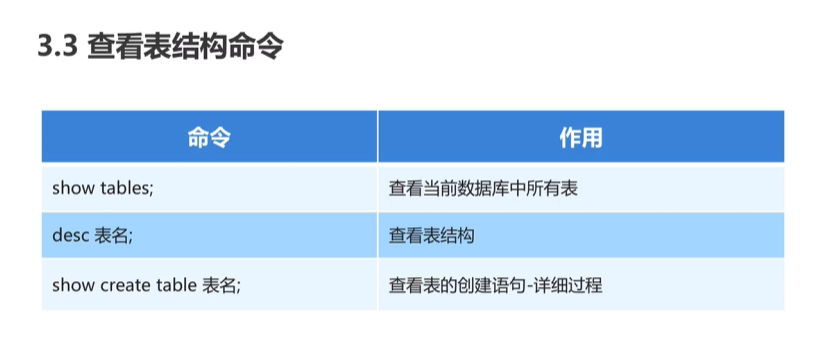 3.3 查看表结构命令
命令 作用
show tables; 查看当前数据库中所有表
desc 表名; 查看表结构
show create table 表名; 查看表的创建语句-详细过程